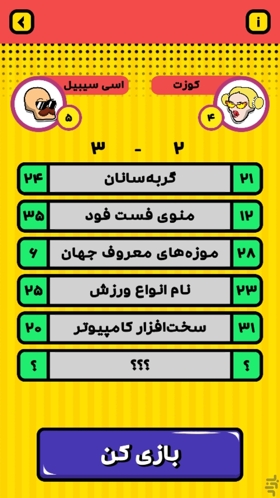 i
کوزت
اسی سیبیل
۴
۵
۲ - ۳
۲۱ گربه‌سانان ۲۴
۱۲ منوی فست فود ۳۵
۲۸ موزه‌های معروف جهان ۶
۲۳ نام انواع ورزش ۲۵
۳۱ سخت‌افزار کامپیوتر ۲۰
؟ ؟؟؟ ؟
بازی کن